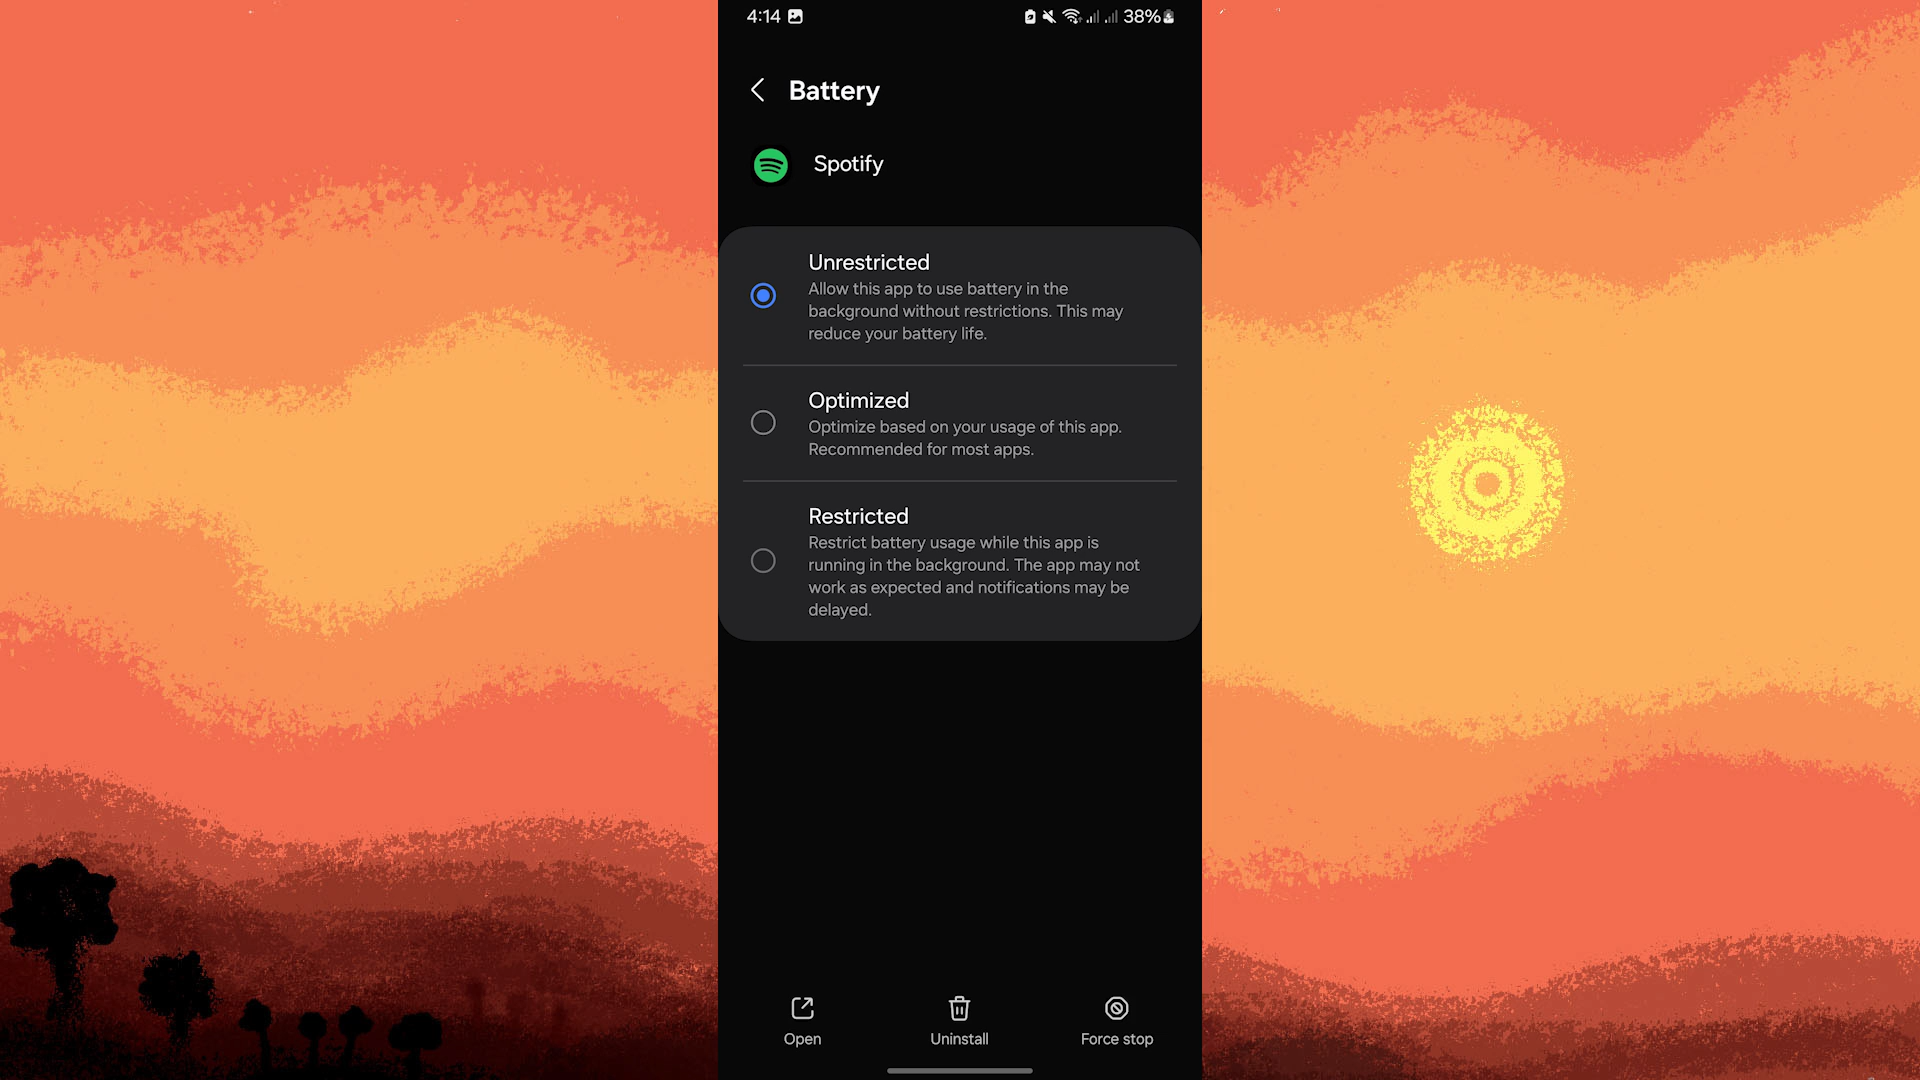 4:14 38%
Battery
Spotify
Unrestricted
Allow this app to use battery in the
background without restrictions. This may
reduce your battery life.
Optimized
Optimize based on your usage of this app.
Recommended for most apps.
Restricted
Restrict battery usage while this app is
running in the background. The app may not
work as expected and notifications may be
delayed.
Open Uninstall Force stop